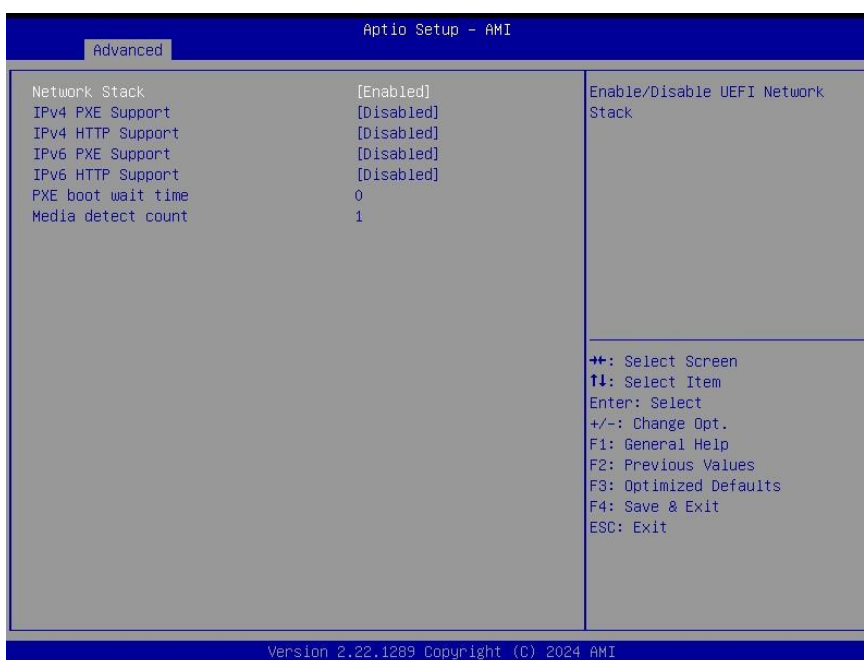 Aptio Setup - AMI
Advanced
Network Stack [Enabled]
IPv4 PXE Support [Disabled]
IPv4 HTTP Support [Disabled]
IPv6 PXE Support [Disabled]
IPv6 HTTP Support [Disabled]
PXE boot wait time 0
Media detect count 1
Enable/Disable UEFI Network
Stack
→←: Select Screen
↑↓: Select Item
Enter: Select
+/-: Change Opt.
F1: General Help
F2: Previous Values
F3: Optimized Defaults
F4: Save & Exit
ESC: Exit
Version 2.22.1289 Copyright (C) 2024 AMI